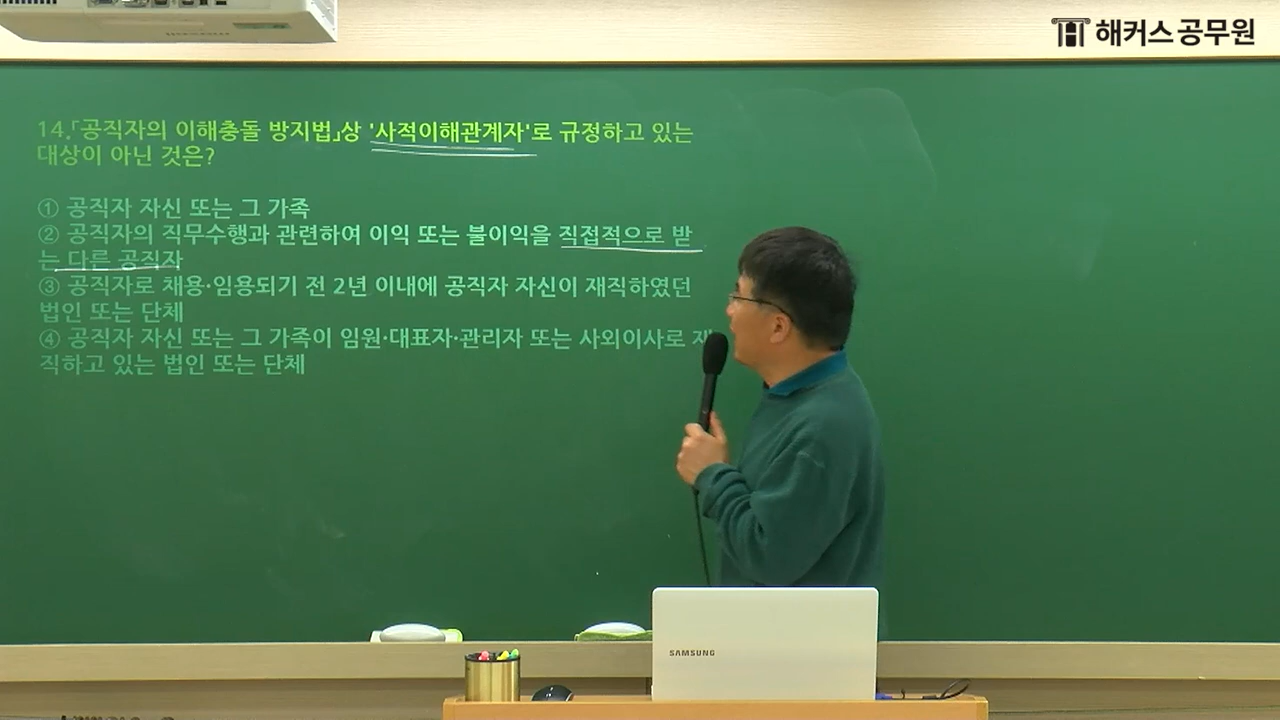 해커스공무원
14.「공직자의 이해충돌 방지법」상 '사적이해관계자'로 규정하고 있는
대상이 아닌 것은?
① 공직자 자신 또는 그 가족
② 공직자의 직무수행과 관련하여 이익 또는 불이익을 직접적으로 받
는 다른 공직자
③ 공직자로 채용·임용되기 전 2년 이내에 공직자 자신이 재직하였던
법인 또는 단체
④ 공직자 자신 또는 그 가족이 임원·대표자·관리자 또는 사외이사로 재
직하고 있는 법인 또는 단체
SAMSUNG